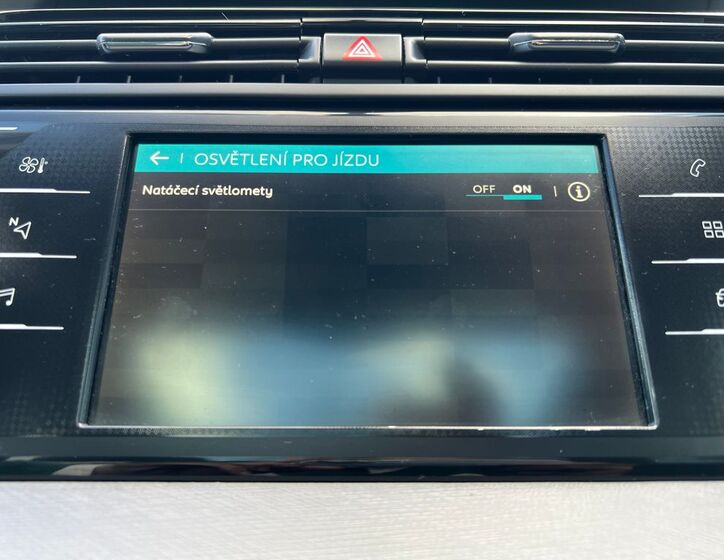 OSVĚTLENÍ PRO JÍZDU
Natáčecí světlomety OFF ON
N